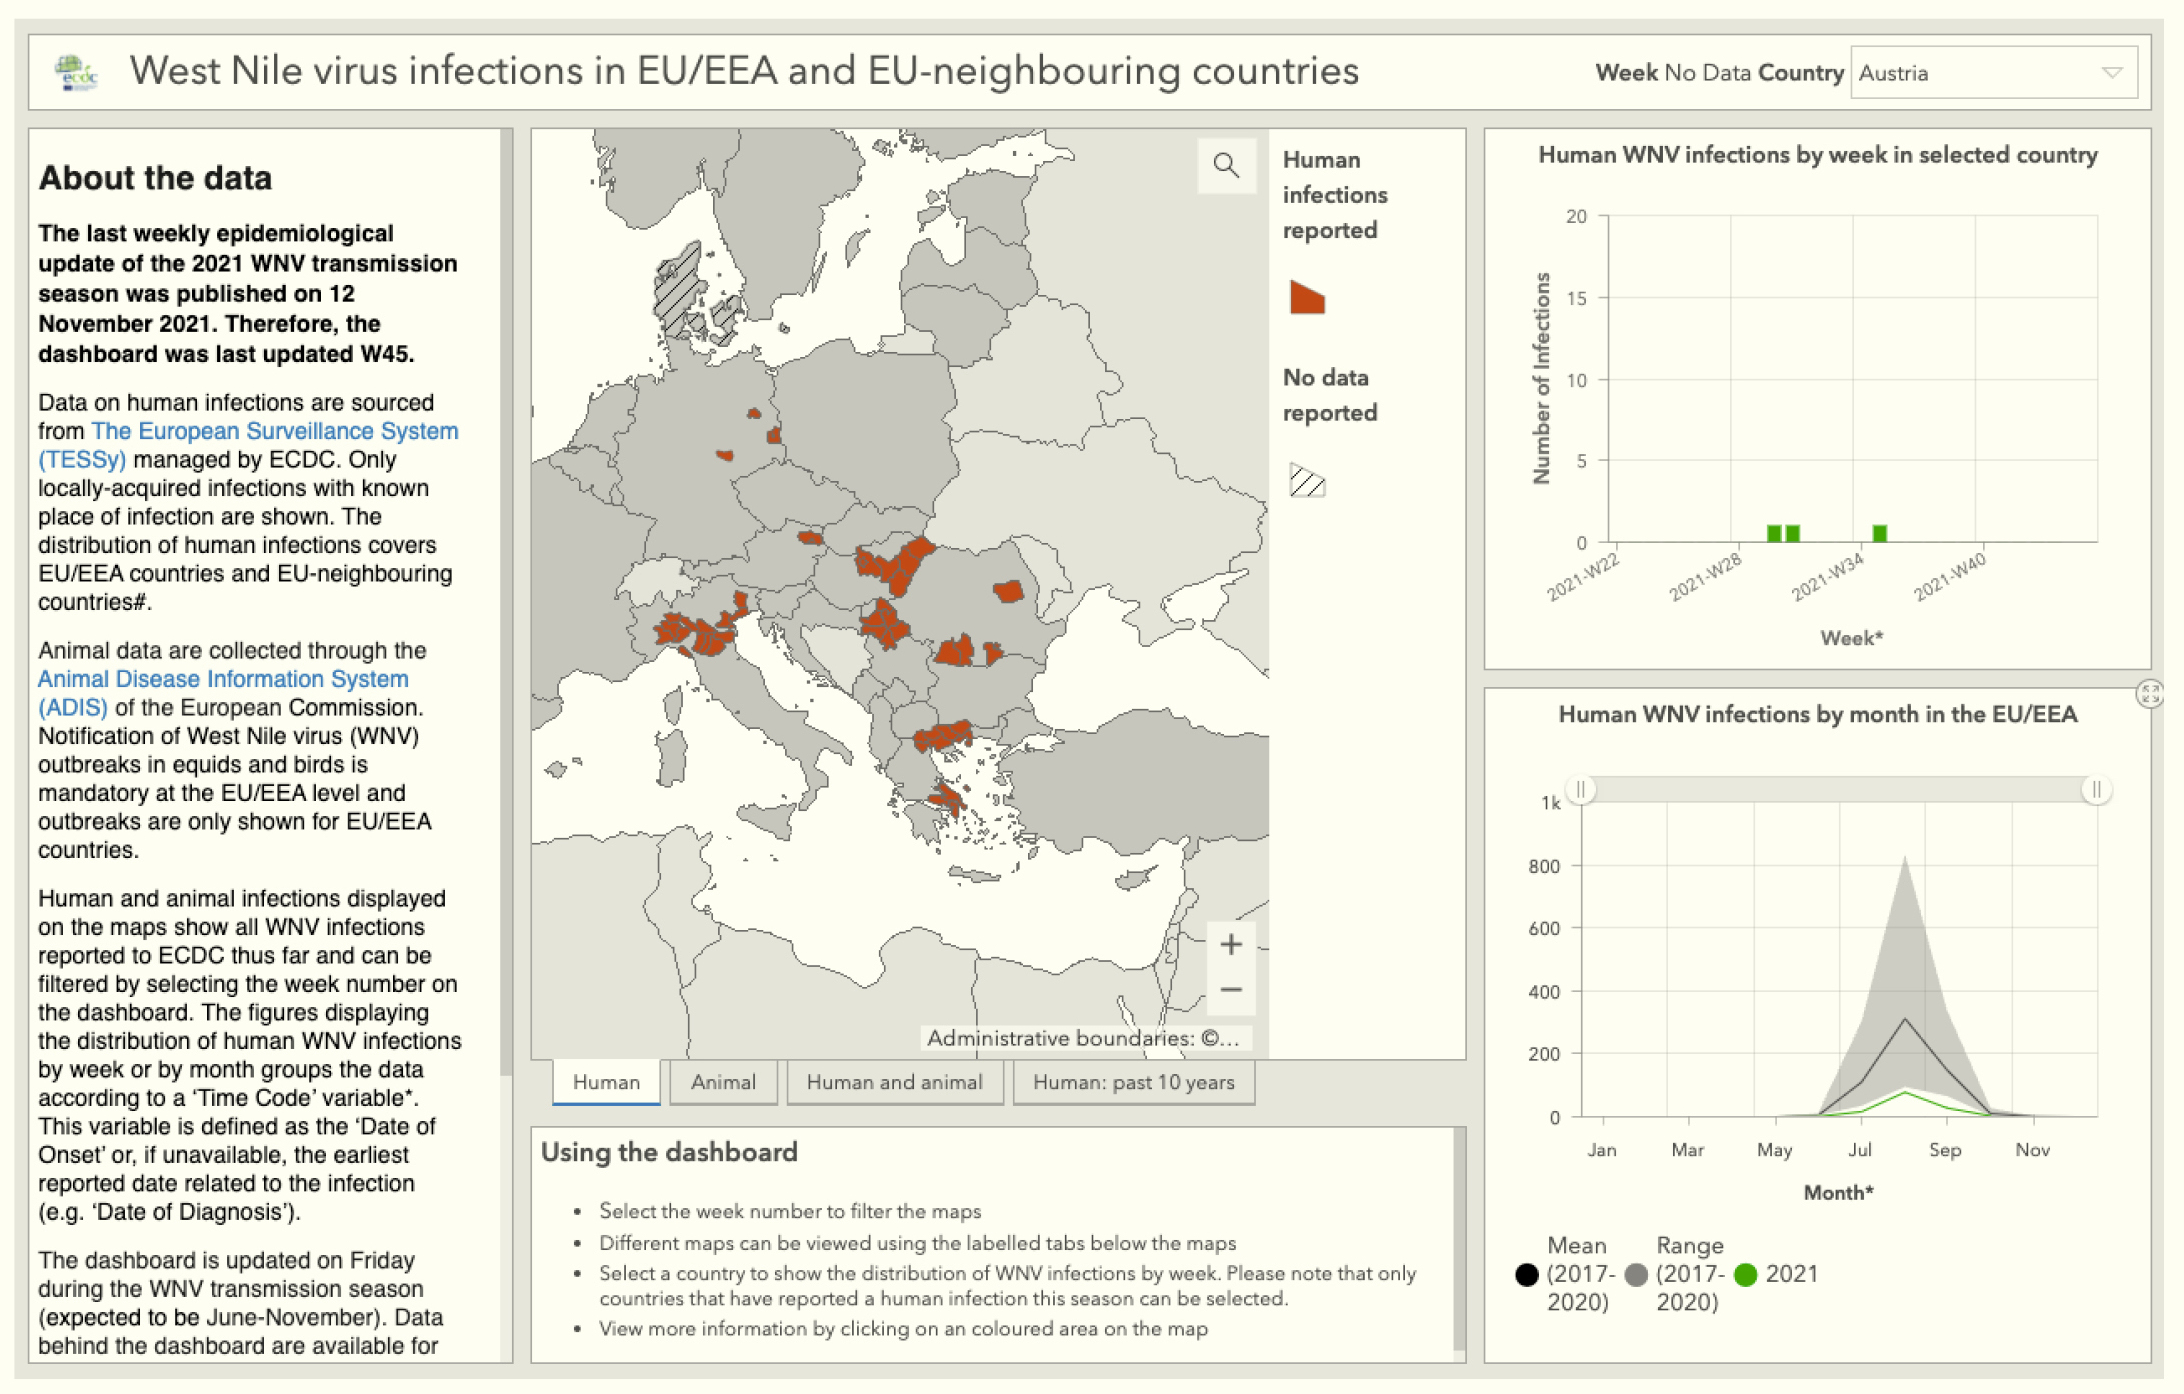 ecdc
West Nile virus infections in EU/EEA and EU-neighbouring countries
Week No Data Country Austria
About the data
The last weekly epidemiological
update of the 2021 WNV transmission
season was published on 12
November 2021. Therefore, the
dashboard was last updated W45.
Data on human infections are sourced
from The European Surveillance System
(TESSy) managed by ECDC. Only
locally-acquired infections with known
place of infection are shown. The
distribution of human infections covers
EU/EEA countries and EU-neighbouring
countries#.
Animal data are collected through the
Animal Disease Information System
(ADIS) of the European Commission.
Notification of West Nile virus (WNV)
outbreaks in equids and birds is
mandatory at the EU/EEA level and
outbreaks are only shown for EU/EEA
countries.
Human and animal infections displayed
on the maps show all WNV infections
reported to ECDC thus far and can be
filtered by selecting the week number on
the dashboard. The figures displaying
the distribution of human WNV infections
by week or by month groups the data
according to a ‘Time Code’ variable*.
This variable is defined as the ‘Date of
Onset’ or, if unavailable, the earliest
reported date related to the infection
(e.g. ‘Date of Diagnosis’).
The dashboard is updated on Friday
during the WNV transmission season
(expected to be June-November). Data
behind the dashboard are available for
Human
infections
reported
No data
reported
+
−
Administrative boundaries: ©...
Human
Animal
Human and animal
Human: past 10 years
Using the dashboard
• Select the week number to filter the maps
• Different maps can be viewed using the labelled tabs below the maps
• Select a country to show the distribution of WNV infections by week. Please note that only
countries that have reported a human infection this season can be selected.
• View more information by clicking on an coloured area on the map
Human WNV infections by week in selected country
Number of Infections
20
15
10
5
0
2021-W22
2021-W28
2021-W34
2021-W40
Week*
Human WNV infections by month in the EU/EEA
1k
800
600
400
200
0
Jan
Mar
May
Jul
Sep
Nov
Month*
Mean
(2017-
2020)
Range
(2017-
2020)
2021